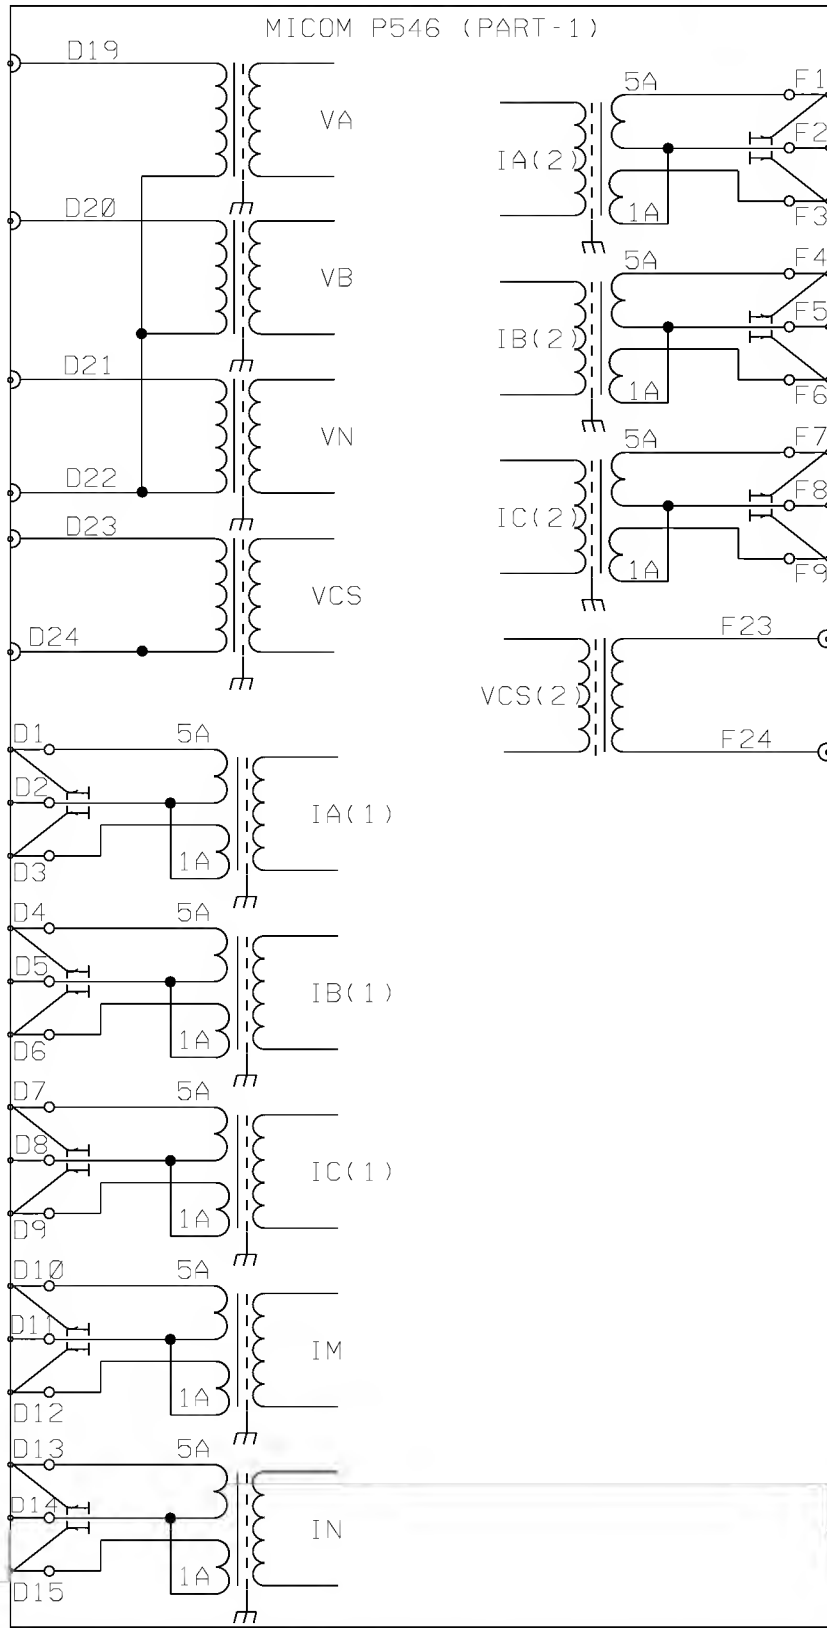 MICOM P546 (PART-1)
D19
VA
D20
VB
D21
VN
D22
D23
VCS
D24
D1
5A
D2
IA(1)
1A
D3
D4
5A
D5
IB(1)
1A
D6
D7
5A
D8
IC(1)
1A
D9
D10
5A
D11
IM
1A
D12
D13
5A
D14
IN
1A
D15
5A
F1
F2
IA(2)
1A
F3
5A
F4
F5
IB(2)
1A
F6
5A
F7
F8
IC(2)
1A
F9
F23
VCS(2)
F24